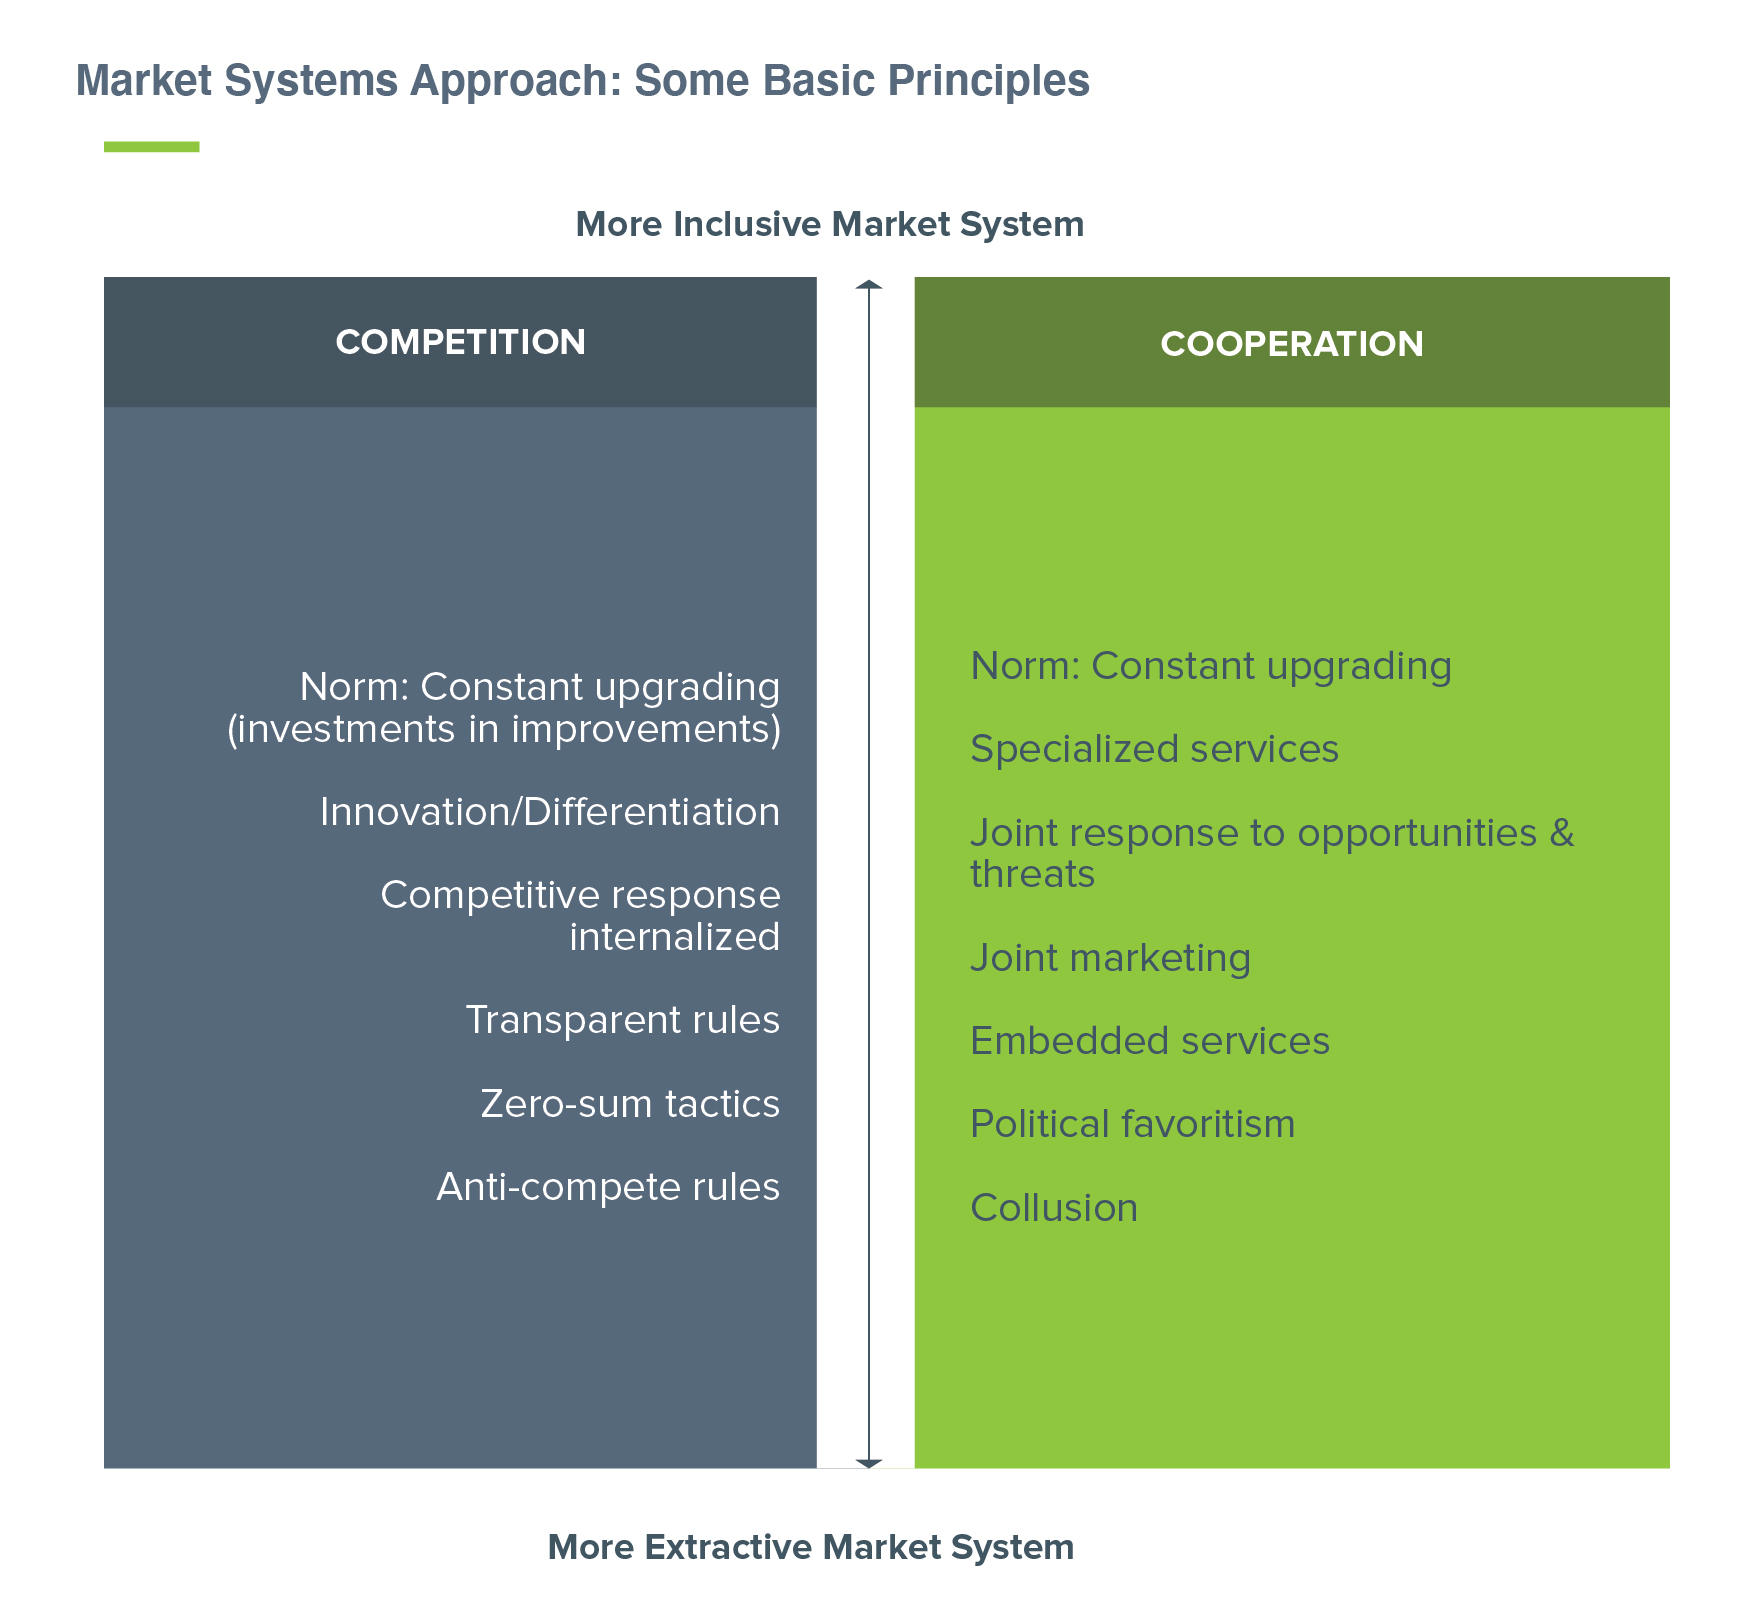 Market Systems Approach: Some Basic Principles
More Inclusive Market System
COMPETITION
Norm: Constant upgrading
(investments in improvements)
Innovation/Differentiation
Competitive response
internalized
Transparent rules
Zero-sum tactics
Anti-compete rules
COOPERATION
Norm: Constant upgrading
Specialized services
Joint response to opportunities &
threats
Joint marketing
Embedded services
Political favoritism
Collusion
More Extractive Market System